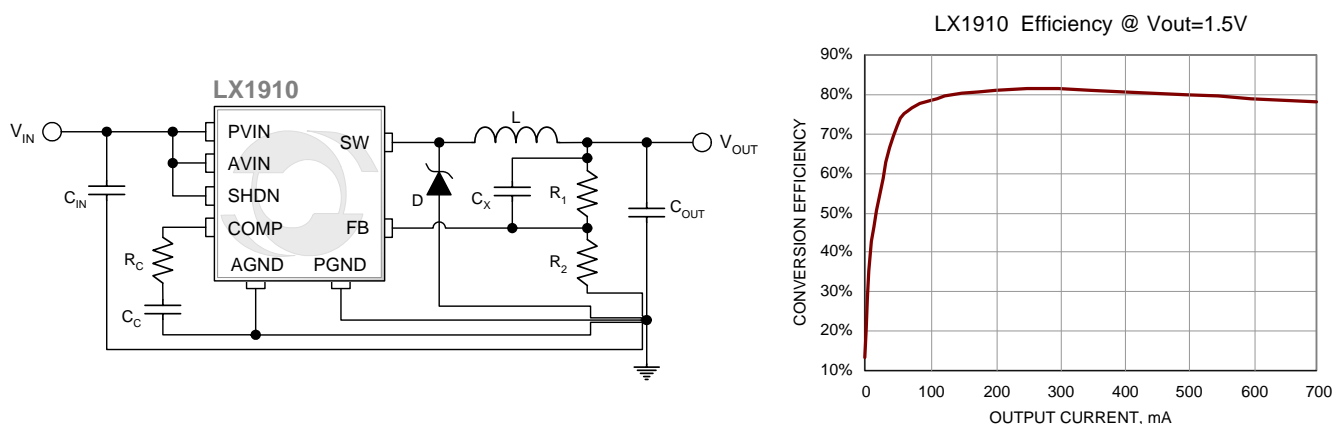 LX1910
V_IN
PVIN
AVIN
SHDN
COMP
AGND
PGND
SW
FB
C_IN
R_C
C_C
D
L
C_X
R_1
R_2
C_OUT
V_OUT
LX1910 Efficiency @ Vout=1.5V
CONVERSION EFFICIENCY
90%
80%
70%
60%
50%
40%
30%
20%
10%
0 100 200 300 400 500 600 700
OUTPUT CURRENT, mA